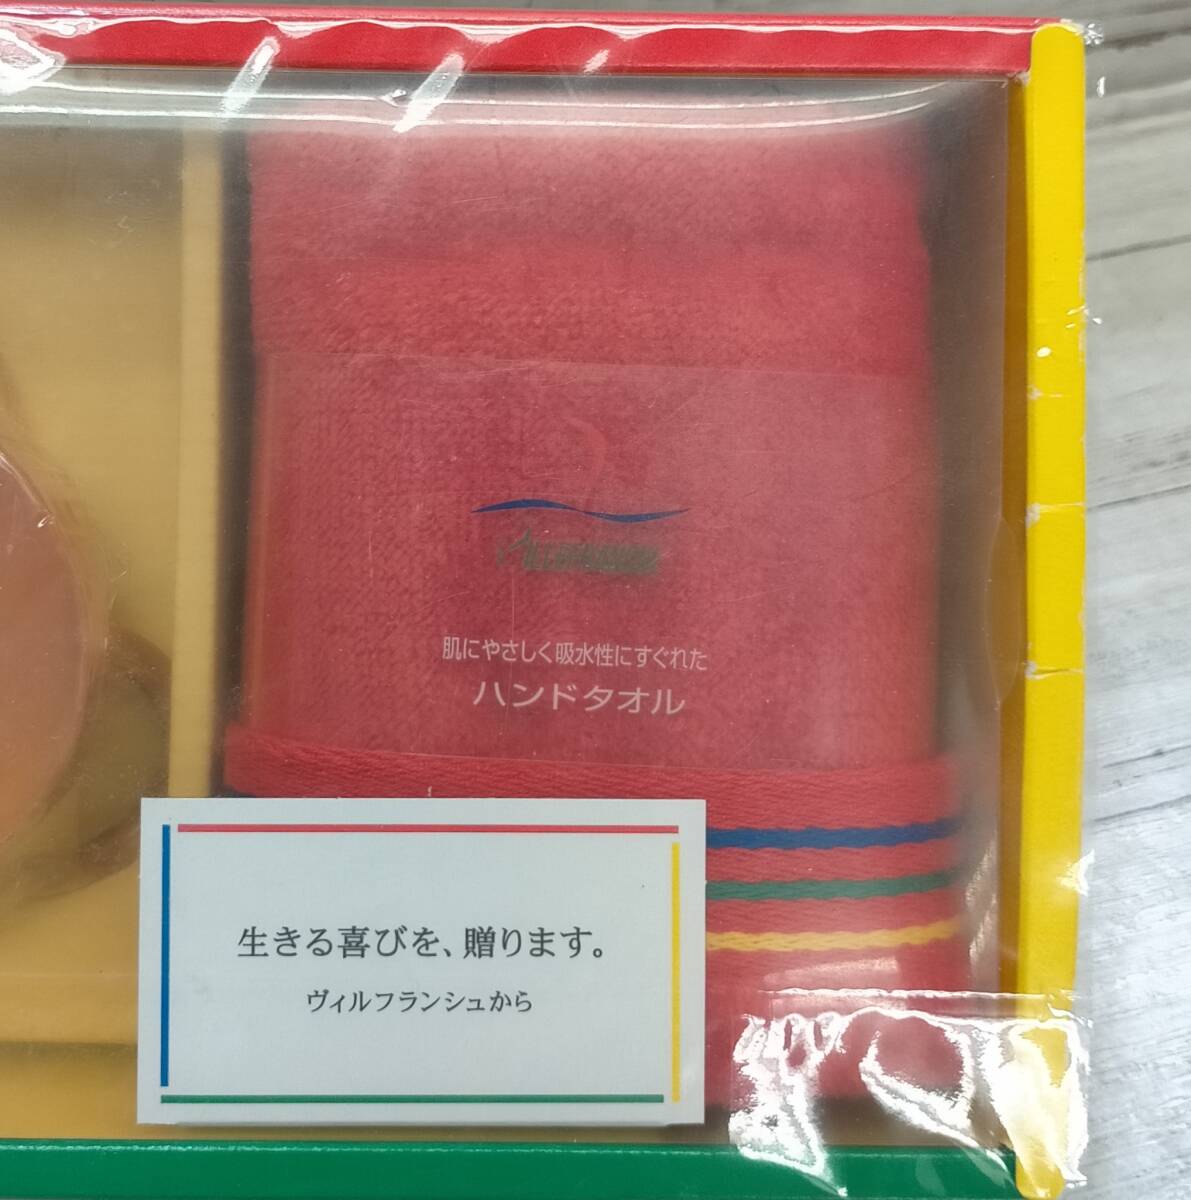 肌にやさしく吸水性にすぐれた
ハンドタオル
生きる喜びを、贈ります。
ヴィルフランシュから